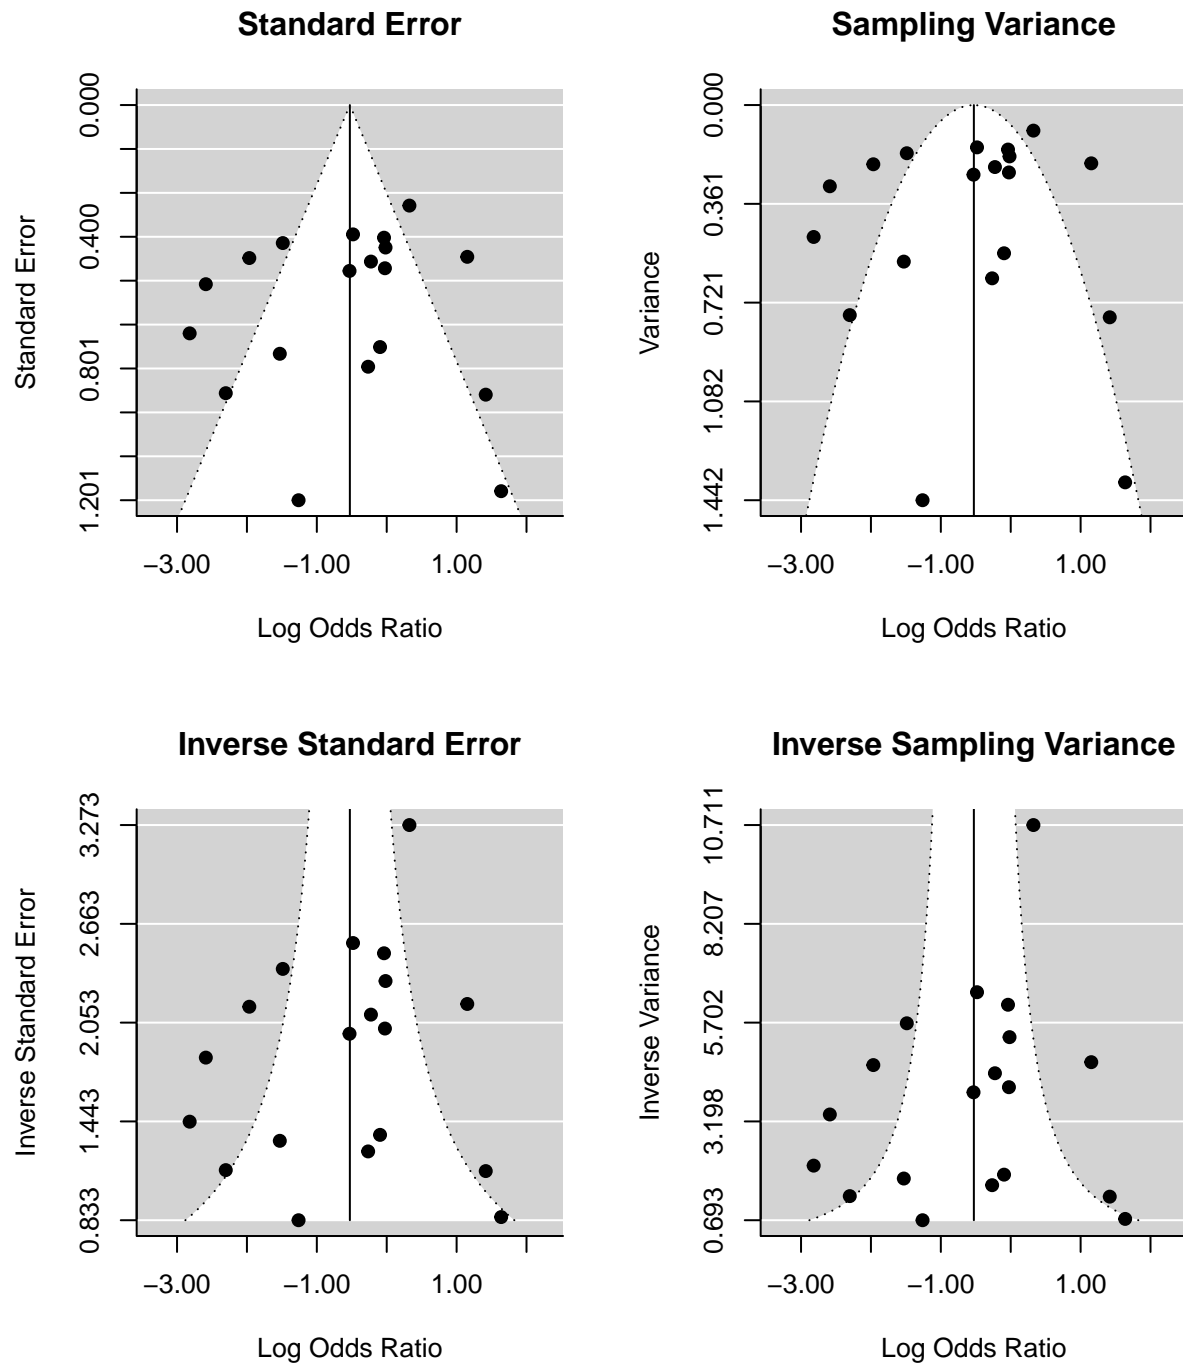 Standard Error
Standard Error
0.000
0.400
0.801
1.201
−3.00 −1.00 1.00
Log Odds Ratio
Sampling Variance
Variance
0.000
0.361
0.721
1.082
1.442
−3.00 −1.00 1.00
Log Odds Ratio
Inverse Standard Error
Inverse Standard Error
3.273
2.663
2.053
1.443
0.833
−3.00 −1.00 1.00
Log Odds Ratio
Inverse Sampling Variance
Inverse Variance
10.711
8.207
5.702
3.198
0.693
−3.00 −1.00 1.00
Log Odds Ratio